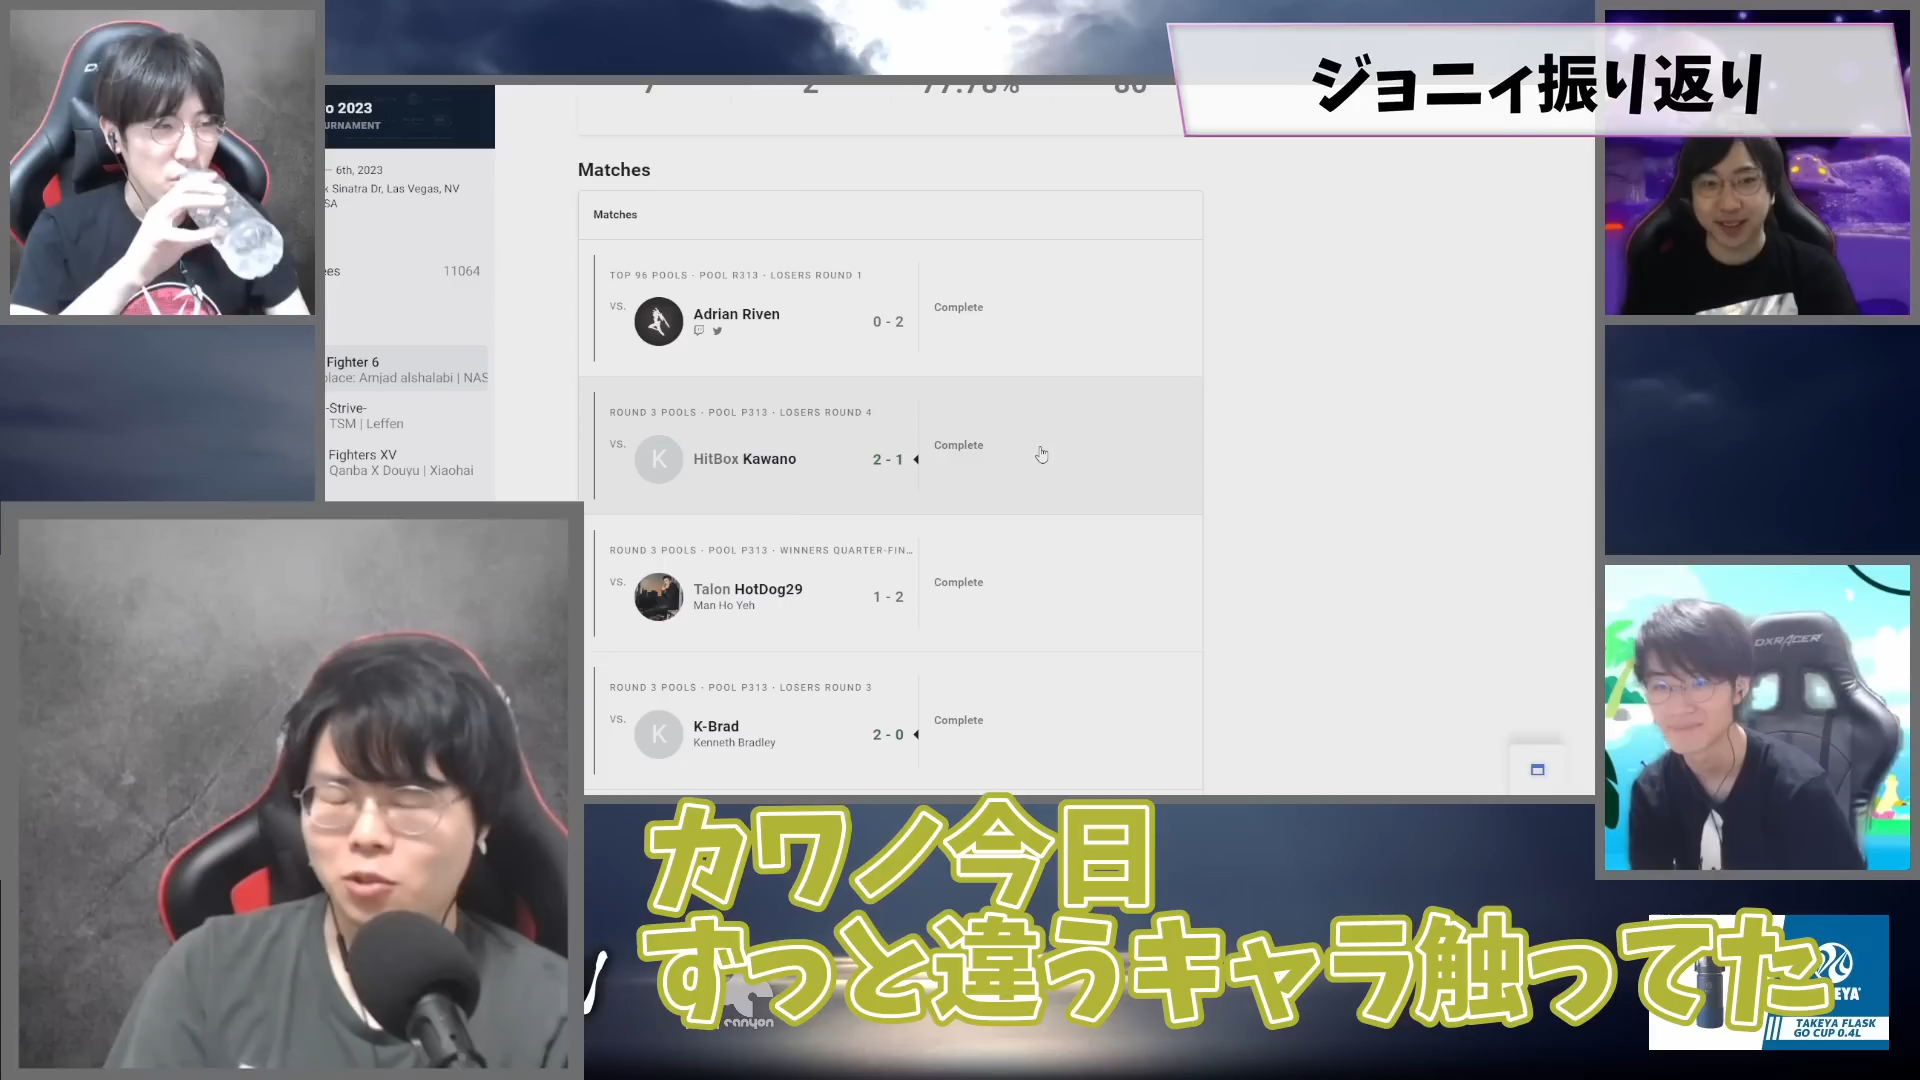 ジョニィ振り返り
77.78%
o 2023
URNAMENT
6th, 2023
Sinatra Dr, Las Vegas, NV
SA
ees 11064
Fighter 6
place: Amjad alshalabi | NAS
-Strive-
TSM | Leffen
Fighters XV
Qanba X Douyu | Xiaohai
Matches
Matches
TOP 96 POOLS - POOL R313 - LOSERS ROUND 1
VS. Adrian Riven 0 - 2 Complete
ROUND 3 POOLS - POOL P313 - LOSERS ROUND 4
VS. K HitBox Kawano 2 - 1 Complete
ROUND 3 POOLS - POOL P313 - WINNERS QUARTER-FIN…
VS. Talon HotDog29 1 - 2 Complete
Man Ho Yeh
ROUND 3 POOLS - POOL P313 - LOSERS ROUND 3
VS. K K-Brad 2 - 0 Complete
Kenneth Bradley
DXRACER
カワノ今日
ずっと違うキャラ触ってた
canyon
TAKEYA FLASK
GO CUP 0.4L